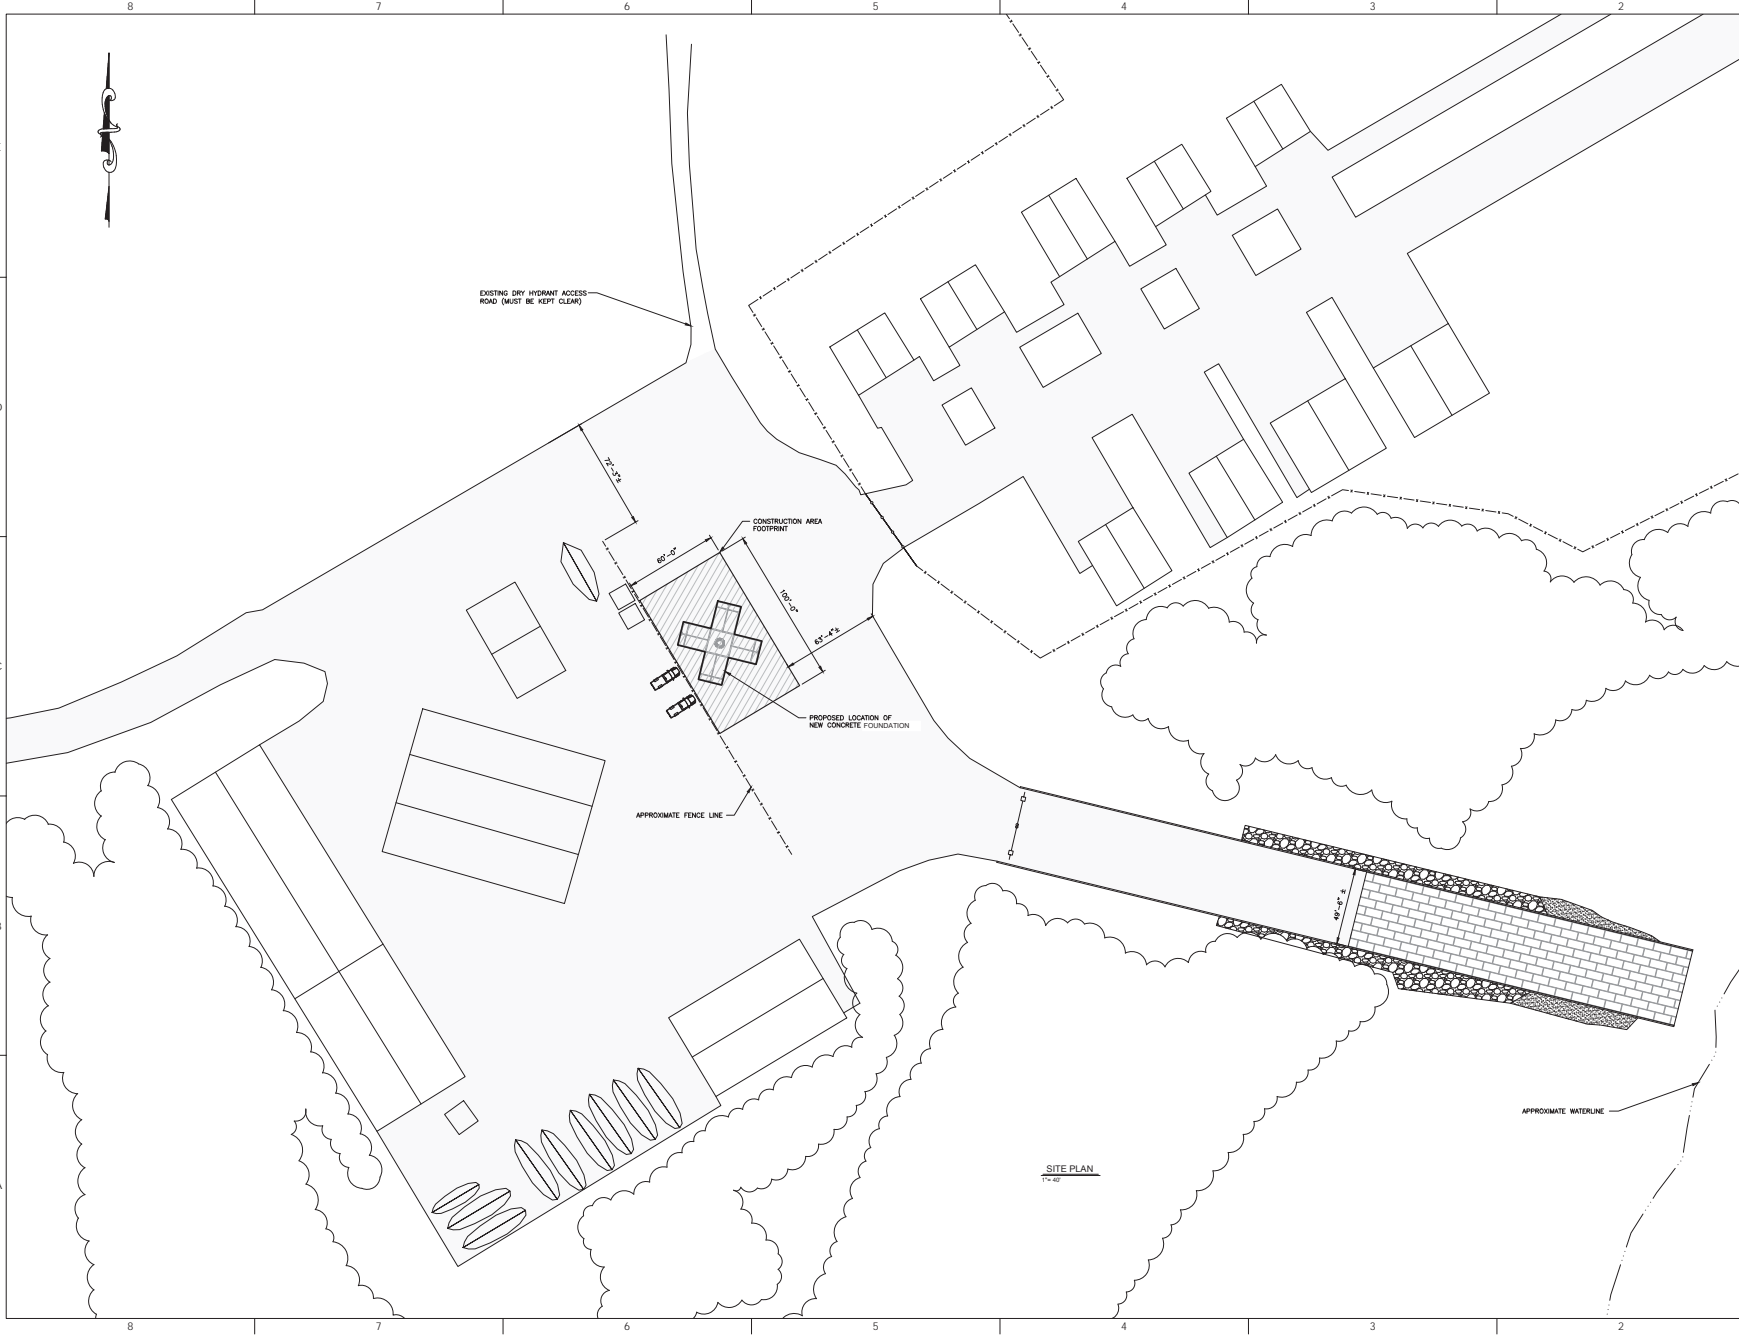 8 7 6 5 4 3 2
EXISTING DRY HYDRANT ACCESS
ROAD (MUST BE KEPT CLEAR)
72'-3"±
CONSTRUCTION AREA
FOOTPRINT
60'-0"
100'-0"
63'-4"±
PROPOSED LOCATION OF
NEW CONCRETE FOUNDATION
APPROXIMATE FENCE LINE
49'-6" ±
APPROXIMATE WATERLINE
SITE PLAN
1"= 40'
8 7 6 5 4 3 2